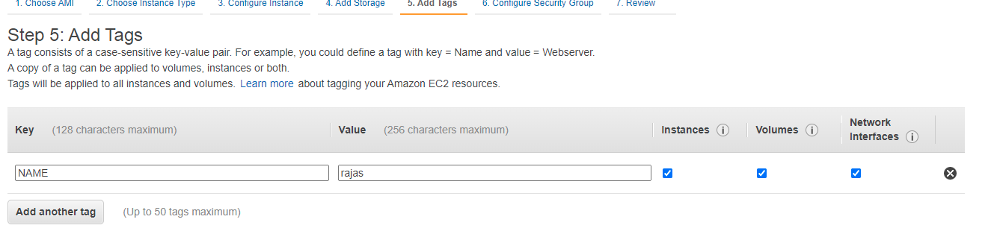 1. Choose AMI 2. Choose Instance Type 3. Configure Instance 4. Add Storage 5. Add Tags 6. Configure Security Group 7. Review
Step 5: Add Tags
A tag consists of a case-sensitive key-value pair. For example, you could define a tag with key = Name and value = Webserver.
A copy of a tag can be applied to volumes, instances or both.
Tags will be applied to all instances and volumes. Learn more about tagging your Amazon EC2 resources.
Key (128 characters maximum) Value (256 characters maximum) Instances i Volumes i Network
Interfaces i
NAME rajas
Add another tag (Up to 50 tags maximum)